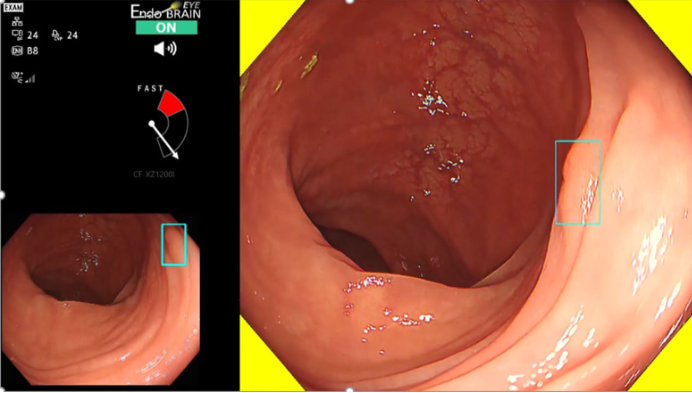 EXAM
EndoBRAIN EYE
ON
24 24
B8
FAST
CF-XZ1200I